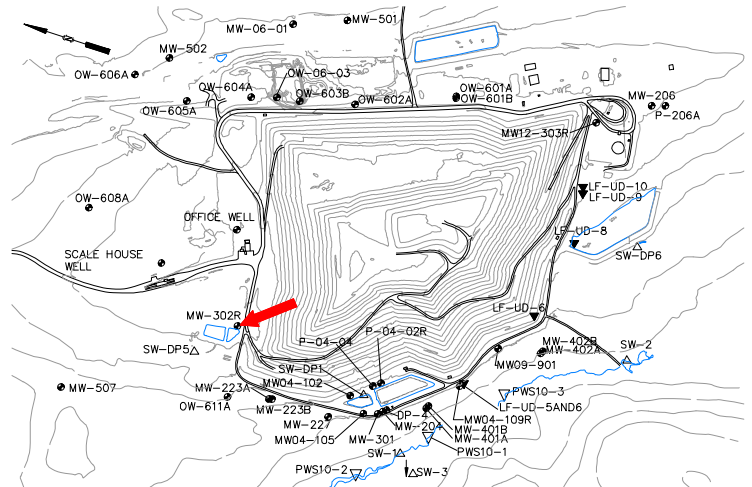 MW-06-01
MW-501
MW-502
OW-606A
OW-06-03
OW-604A
OW-603B
OW-605A
OW-602A
OW-601A
OW-601B
MW-206
P-206A
MW12-303R
LF-UD-10
LF-UD-9
OW-608A
OFFICE WELL
LF-UD-8
SW-DP6
SCALE HOUSE
WELL
MW-302R
LF-UD-6
P-04-04
P-04-02R
SW-DP5
SW-DP1
MW-402B
MW-402A
SW-2
MW09-901
MW04-102
MW-507
MW-223A
OW-611A
MW-223B
PWS10-3
LF-UD-5AND6
MW-227
DP-4
MW04-109R
MW-204
MW-401B
MW04-105
MW-301
MW-401A
SW-1
PWS10-1
PWS10-2
SW-3